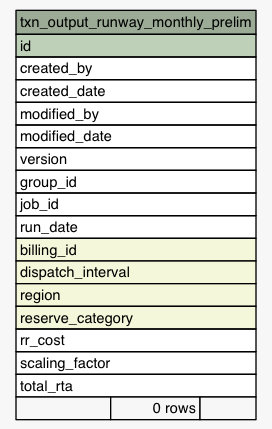 txn_output_runway_monthly_prelim
id
created_by
created_date
modified_by
modified_date
version
group_id
job_id
run_date
billing_id
dispatch_interval
region
reserve_category
rr_cost
scaling_factor
total_rta
0 rows